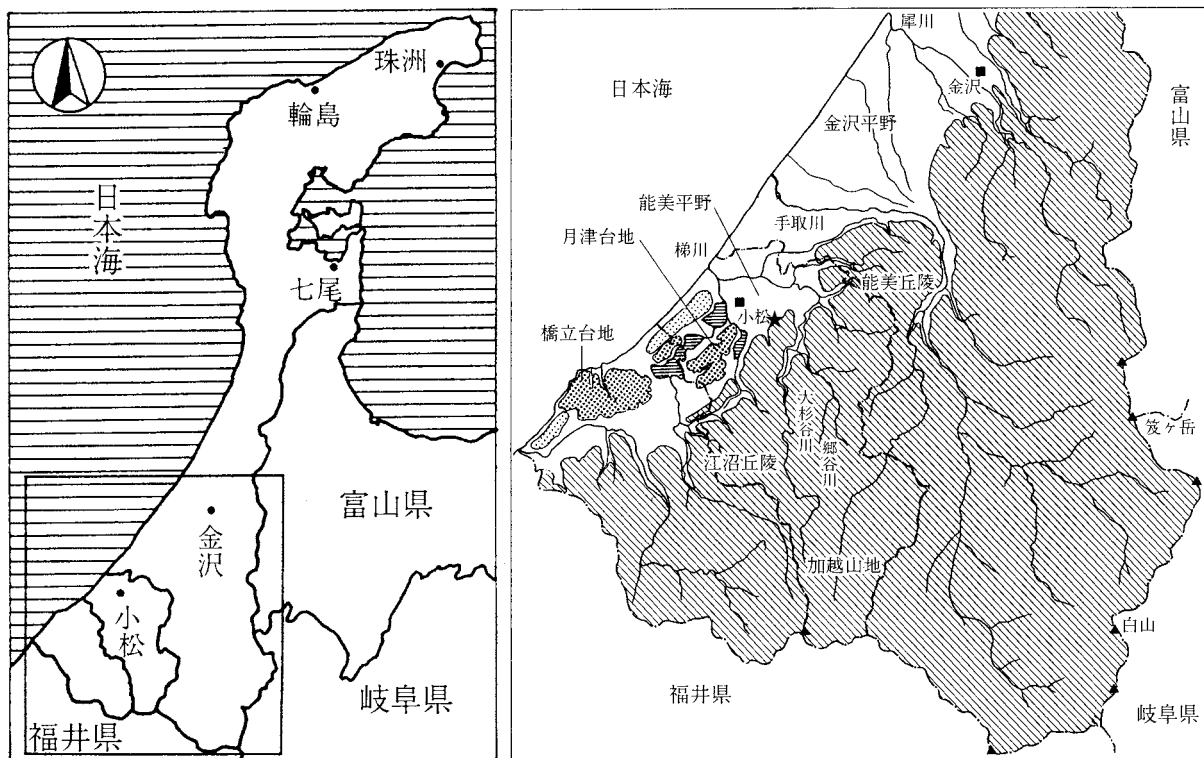 珠洲
輪島
日本海
七尾
富山県
金沢
小松
岐阜県
福井県
犀川
日本海
金沢
富山県
金沢平野
能美平野
手取川
月津台地
梯川
能美丘陵
小松
橋立台地
大杉谷川
郷谷川
笈ヶ岳
江沼丘陵
加越山地
白山
福井県
岐阜県